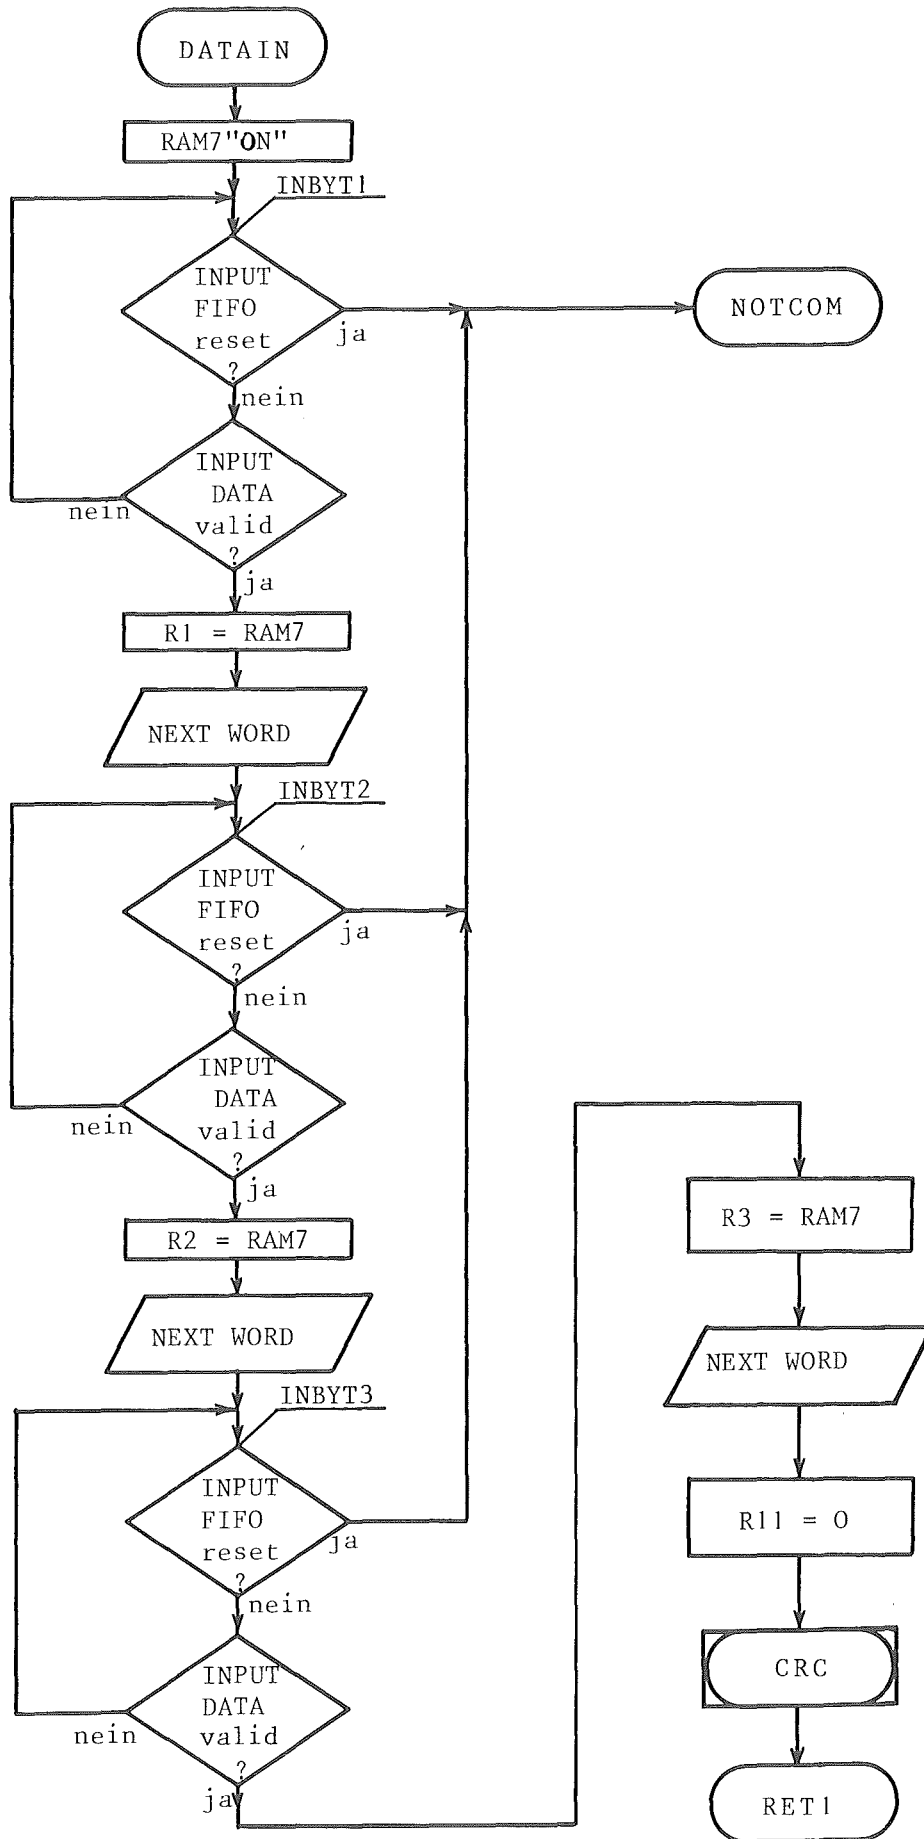 DATAIN
RAM7"ON"
INBYT1
INPUT
FIFO
reset
?
ja
nein
NOTCOM
INPUT
DATA
valid
?
nein
ja
R1 = RAM7
NEXT WORD
INBYT2
INPUT
FIFO
reset
?
ja
nein
INPUT
DATA
valid
?
nein
ja
R2 = RAM7
NEXT WORD
INBYT3
INPUT
FIFO
reset
?
ja
nein
INPUT
DATA
valid
?
nein
ja
R3 = RAM7
NEXT WORD
R11 = 0
CRC
RET1